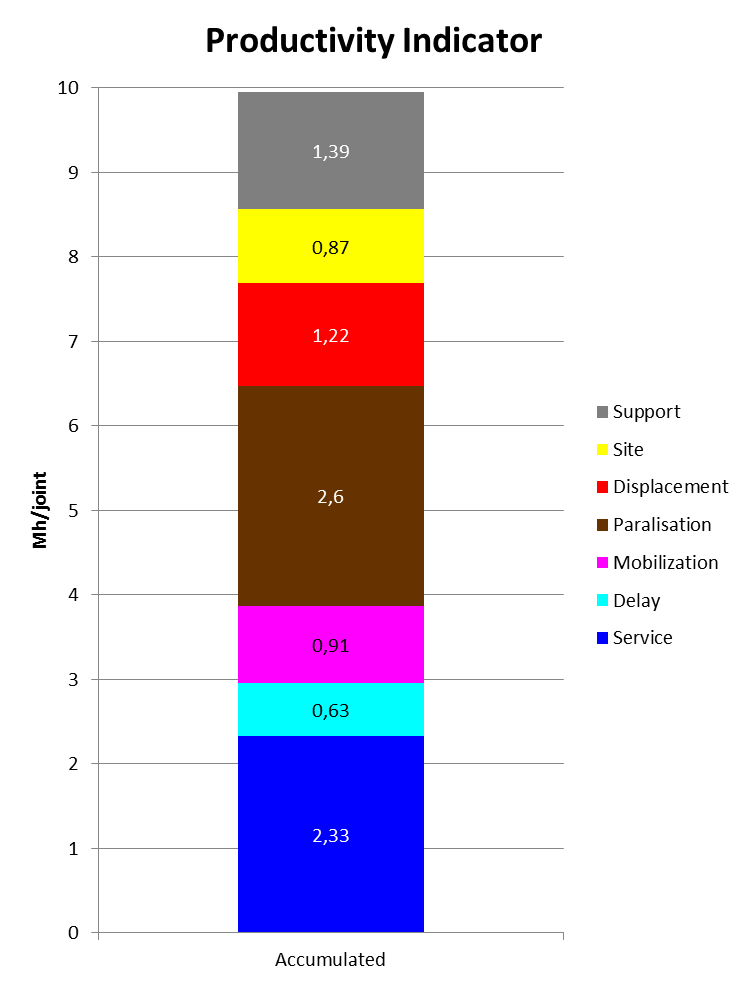 Productivity Indicator
10
9
8
7
6
5
4
3
2
1
0
Mh/joint
1,39
0,87
1,22
2,6
0,91
0,63
2,33
Accumulated
Support
Site
Displacement
Paralisation
Mobilization
Delay
Service